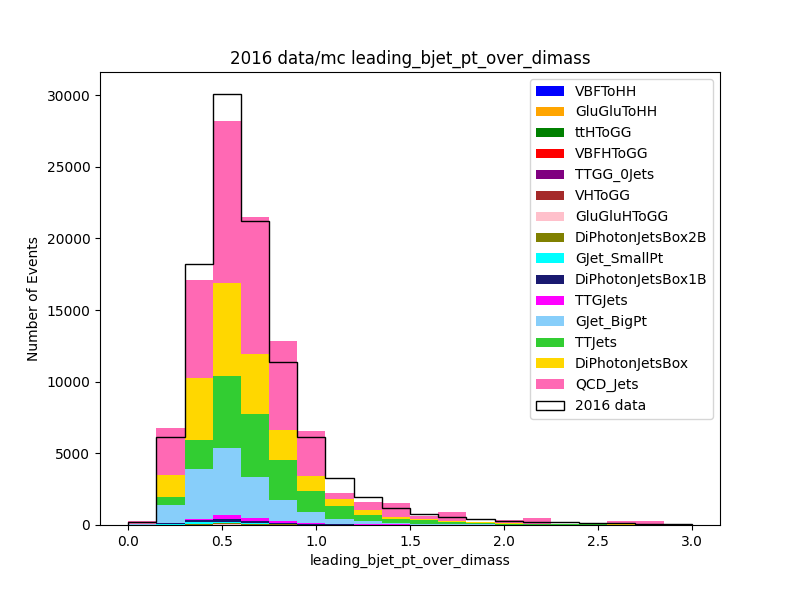 2016 data/mc leading_bjet_pt_over_dimass
Number of Events
30000
25000
20000
15000
10000
5000
0
0.0 0.5 1.0 1.5 2.0 2.5 3.0
leading_bjet_pt_over_dimass
VBFToHH
GluGluToHH
ttHToGG
VBFHToGG
TTGG_0Jets
VHToGG
GluGluHToGG
DiPhotonJetsBox2B
GJet_SmallPt
DiPhotonJetsBox1B
TTGJets
GJet_BigPt
TTJets
DiPhotonJetsBox
QCD_Jets
2016 data